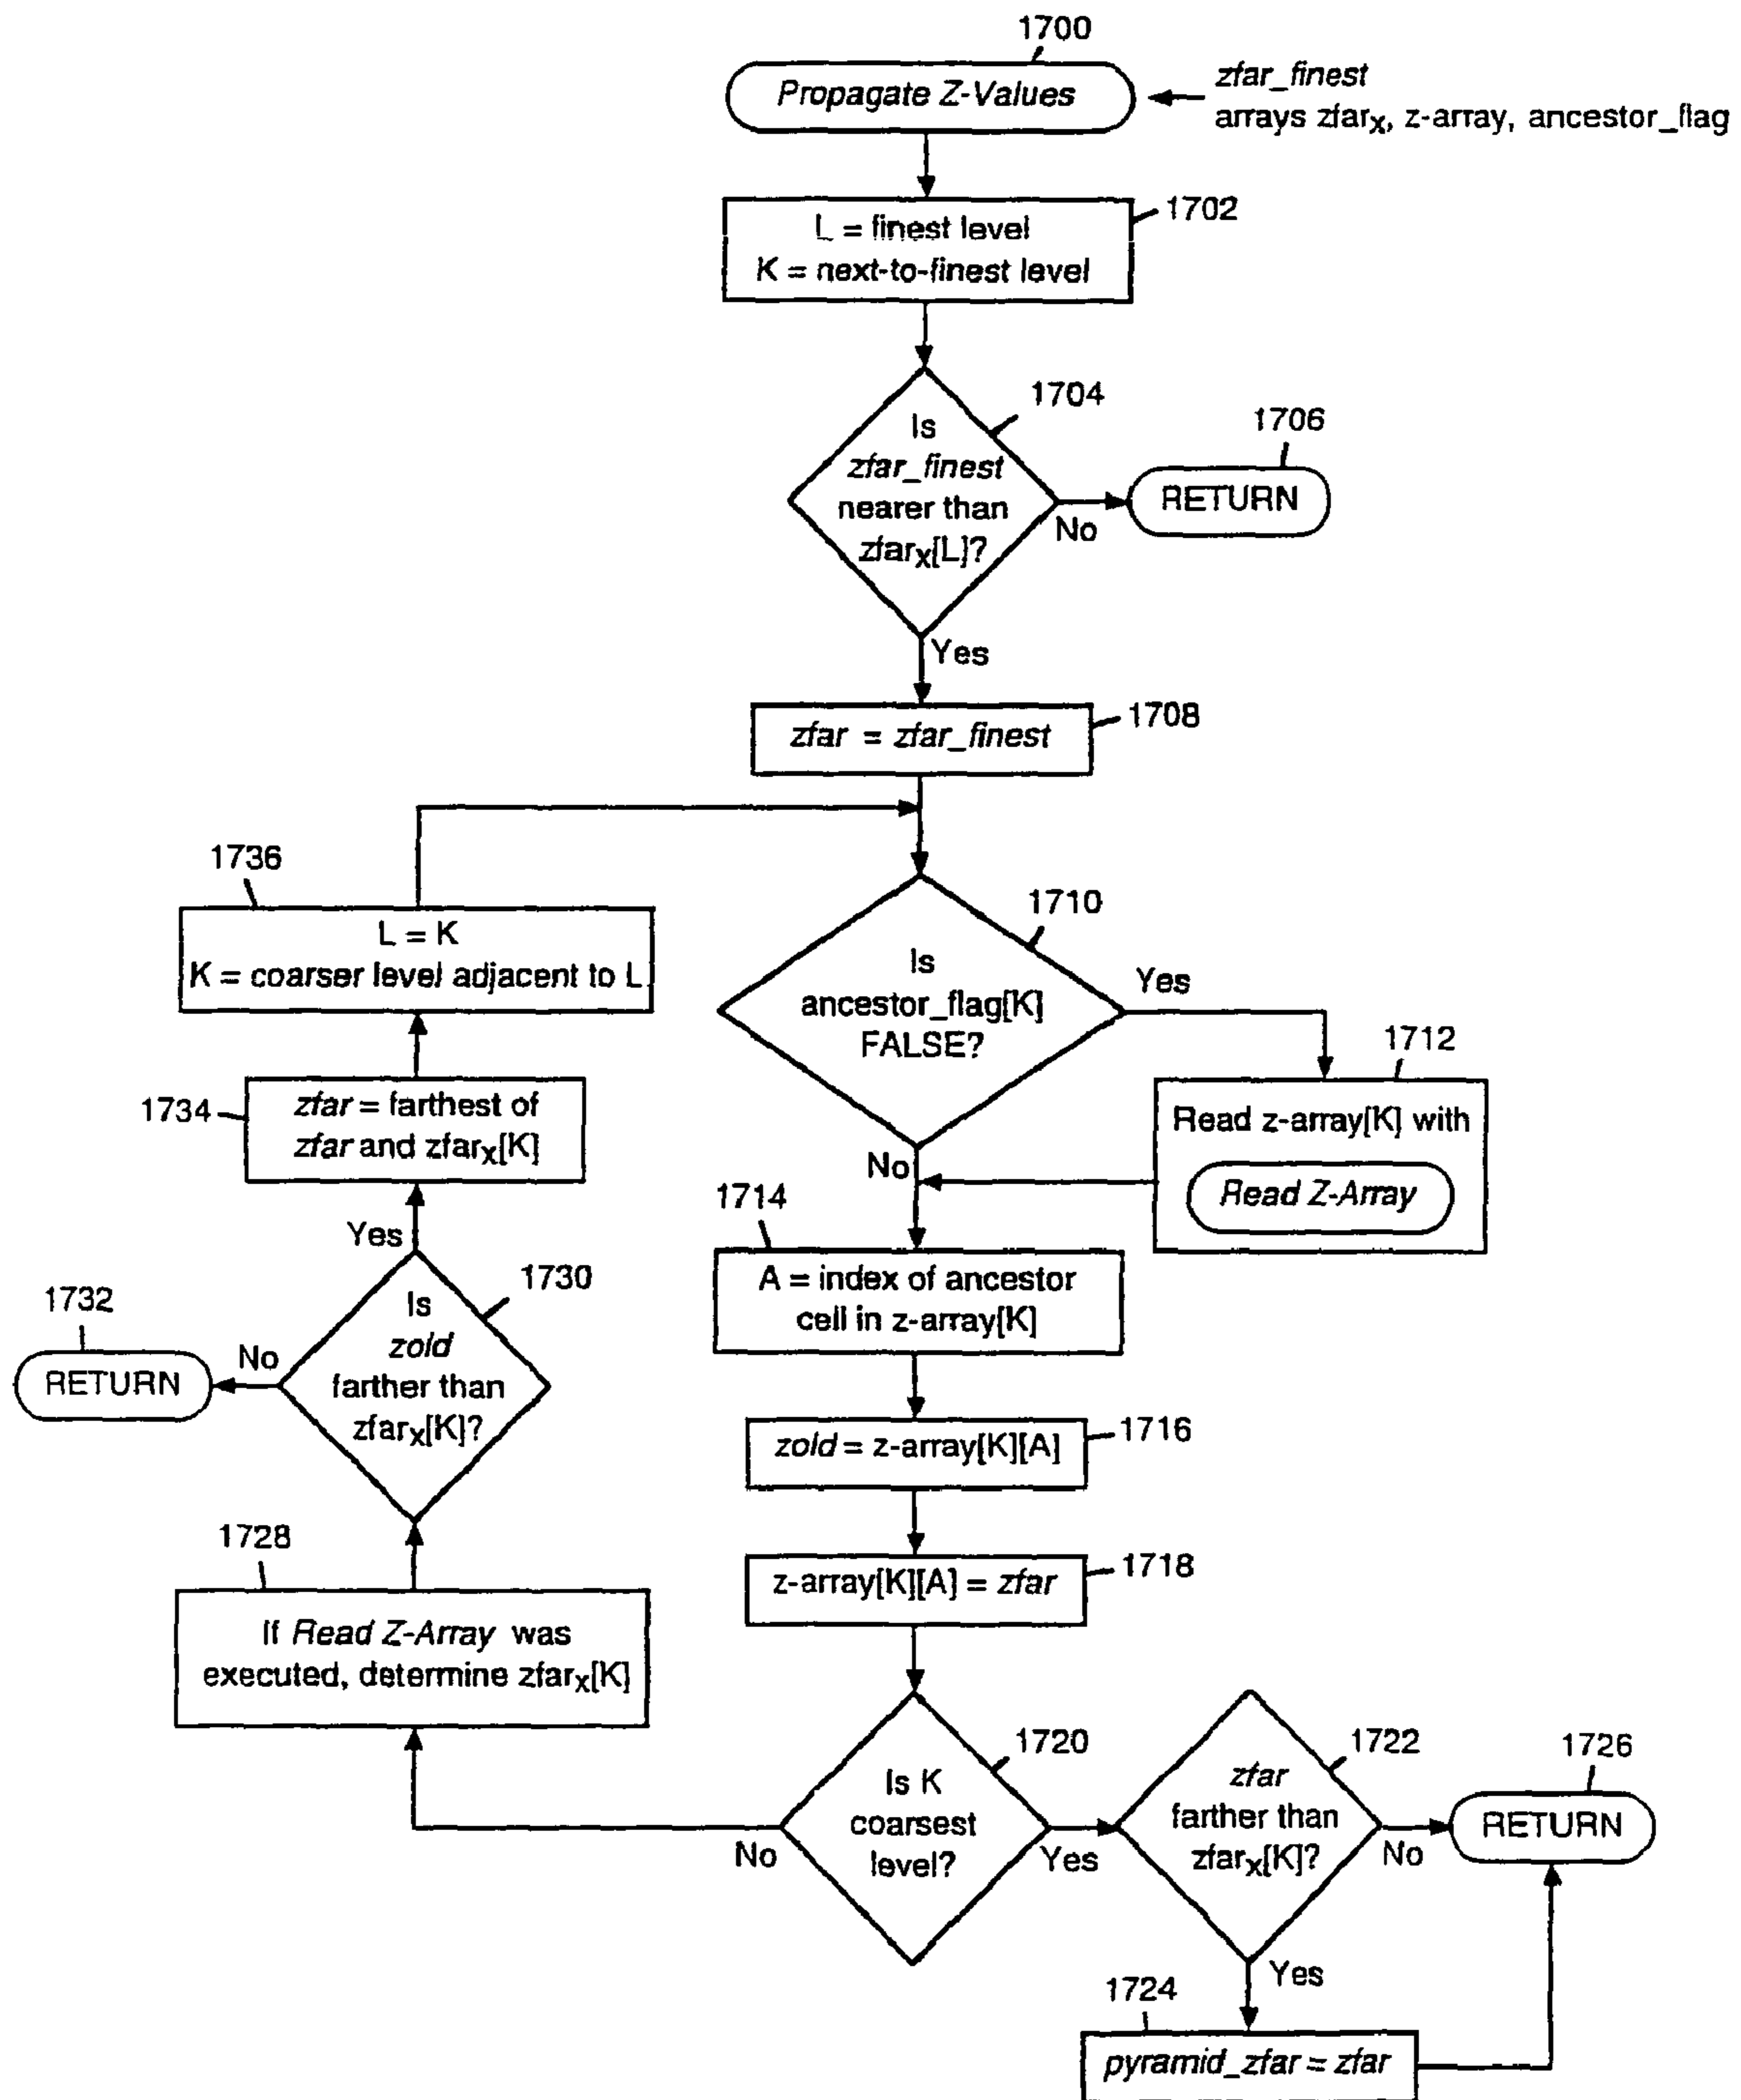 1700
Propagate Z-Values
zfar_finest
arrays zfarx, z-array, ancestor_flag
1702
L = finest level
K = next-to-finest level
1704
Is
zfar_finest
nearer than
zfarx[L]?
No
1706
RETURN
Yes
1708
zfar = zfar_finest
1736
L = K
K = coarser level adjacent to L
1710
Is
ancestor_flag[K]
FALSE?
Yes
1712
Read z-array[K] with
Read Z-Array
No
1734
zfar = farthest of
zfar and zfarx[K]
Yes
1714
A = index of ancestor
cell in z-array[K]
1730
Is
zold
farther than
zfarx[K]?
No
1732
RETURN
1716
zold = z-array[K][A]
1718
z-array[K][A] = zfar
1728
If Read Z-Array was
executed, determine zfarx[K]
1720
Is K
coarsest
level?
No
Yes
1722
zfar
farther than
zfarx[K]?
No
1726
RETURN
Yes
1724
pyramid_zfar = zfar